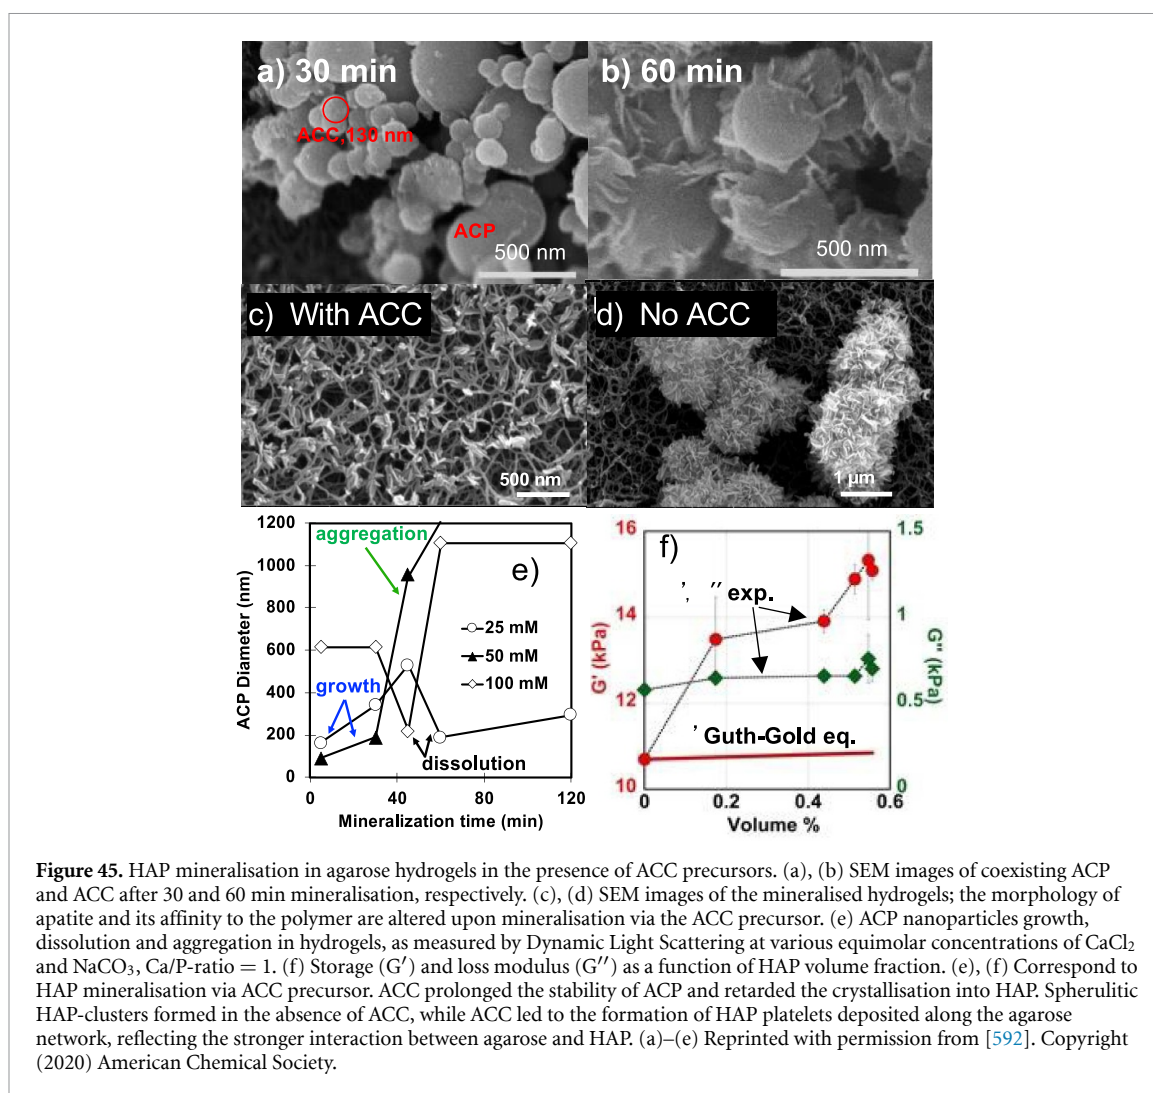 a) 30 min
ACC,130 nm
ACP
500 nm
b) 60 min
500 nm
c) With ACC
500 nm
d) No ACC
1 µm
1200
1000
800
600
400
200
0
ACP Diameter (nm)
aggregation
growth
dissolution
e)
25 mM
50 mM
100 mM
0
40
80
120
Mineralization time (min)
16
14
12
10
G' (kPa)
f)
', '' exp.
' Guth-Gold eq.
1.5
1
0.5
0
G'' (kPa)
0
0.2
0.4
0.6
Volume %
Figure 45. HAP mineralisation in agarose hydrogels in the presence of ACC precursors. (a), (b) SEM images of coexisting ACP
and ACC after 30 and 60 min mineralisation, respectively. (c), (d) SEM images of the mineralised hydrogels; the morphology of
apatite and its affinity to the polymer are altered upon mineralisation via the ACC precursor. (e) ACP nanoparticles growth,
dissolution and aggregation in hydrogels, as measured by Dynamic Light Scattering at various equimolar concentrations of CaCl₂
and NaCO₃, Ca/P-ratio = 1. (f) Storage (G′) and loss modulus (G′′) as a function of HAP volume fraction. (e), (f) Correspond to
HAP mineralisation via ACC precursor. ACC prolonged the stability of ACP and retarded the crystallisation into HAP. Spherulitic
HAP-clusters formed in the absence of ACC, while ACC led to the formation of HAP platelets deposited along the agarose
network, reflecting the stronger interaction between agarose and HAP. (a)–(e) Reprinted with permission from [592]. Copyright
(2020) American Chemical Society.